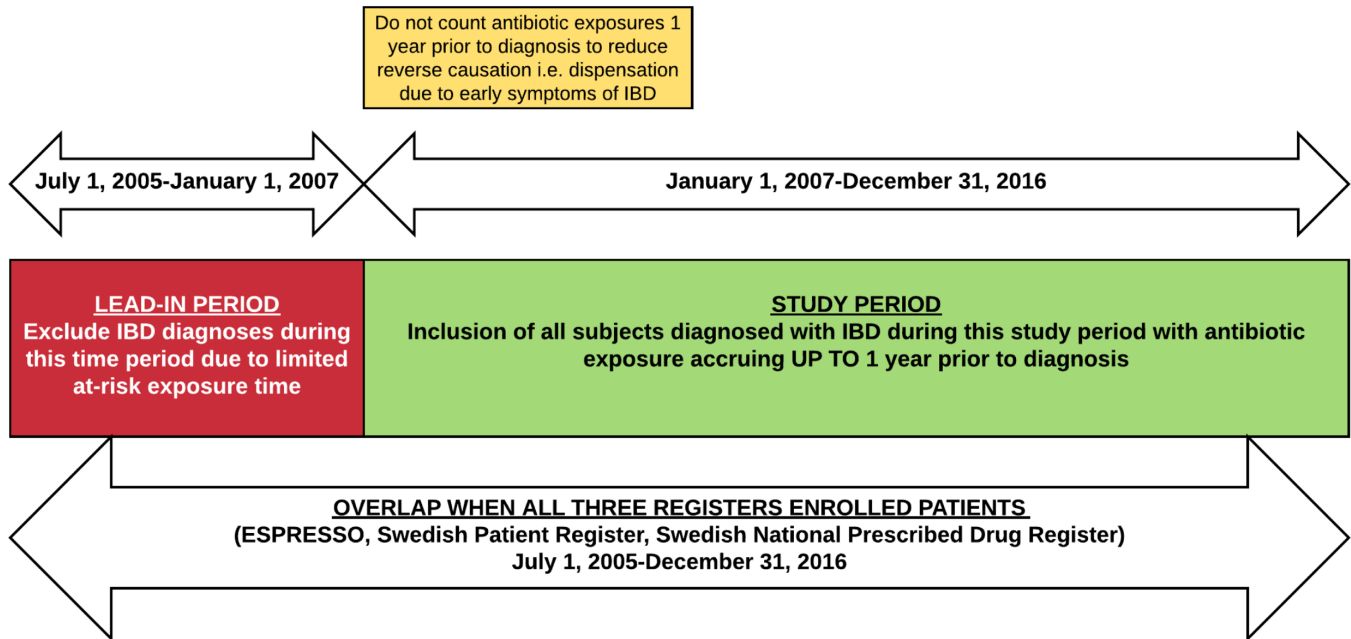 Do not count antibiotic exposures 1
year prior to diagnosis to reduce
reverse causation i.e. dispensation
due to early symptoms of IBD
July 1, 2005-January 1, 2007
January 1, 2007-December 31, 2016
LEAD-IN PERIOD
Exclude IBD diagnoses during
this time period due to limited
at-risk exposure time
STUDY PERIOD
Inclusion of all subjects diagnosed with IBD during this study period with antibiotic
exposure accruing UP TO 1 year prior to diagnosis
OVERLAP WHEN ALL THREE REGISTERS ENROLLED PATIENTS
(ESPRESSO, Swedish Patient Register, Swedish National Prescribed Drug Register)
July 1, 2005-December 31, 2016